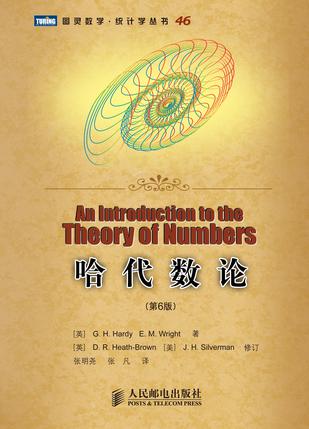 TURING 图灵数学·统计学丛书 46
An Introduction to the
Theory of Numbers
哈代数论
(第6版)
[英] G. H. Hardy E. M. Wright 著
[英] D. R. Heath-Brown [美] J. H. Silverman 修订
张明尧 张凡 译
人民邮电出版社
POSTS & TELECOM PRESS